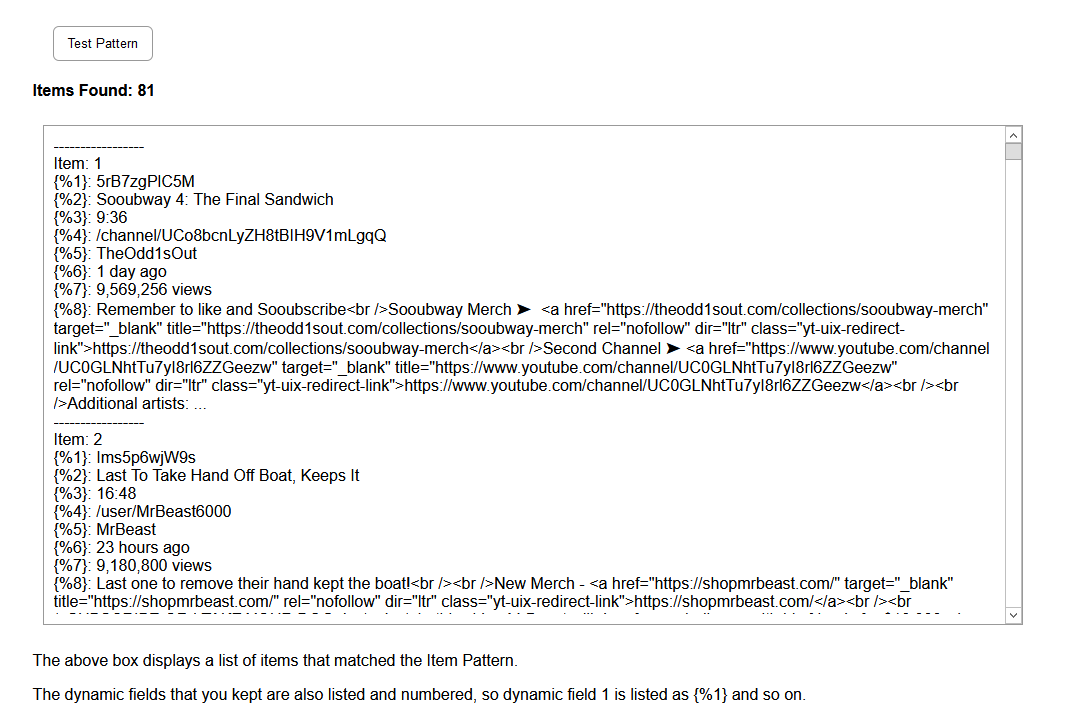 Test Pattern
Items Found: 81
-----------------
Item: 1
{%1}: 5rB7zgPlC5M
{%2}: Sooubway 4: The Final Sandwich
{%3}: 9:36
{%4}: /channel/UCo8bcnLyZH8tBIH9V1mLgqQ
{%5}: TheOdd1sOut
{%6}: 1 day ago
{%7}: 9,569,256 views
{%8}: Remember to like and Sooubscribe<br />Sooubway Merch ➤  <a href="https://theodd1sout.com/collections/sooubway-merch"
target="_blank" title="https://theodd1sout.com/collections/sooubway-merch" rel="nofollow" dir="ltr" class="yt-uix-redirect-
link">https://theodd1sout.com/collections/sooubway-merch</a><br />Second Channel ➤ <a href="https://www.youtube.com/channel
/UC0GLNhtTu7yI8rl6ZZGeezw" target="_blank" title="https://www.youtube.com/channel/UC0GLNhtTu7yI8rl6ZZGeezw"
rel="nofollow" dir="ltr" class="yt-uix-redirect-link">https://www.youtube.com/channel/UC0GLNhtTu7yI8rl6ZZGeezw</a><br /><br
/>Additional artists: ...
-----------------
Item: 2
{%1}: Ims5p6wjW9s
{%2}: Last To Take Hand Off Boat, Keeps It
{%3}: 16:48
{%4}: /user/MrBeast6000
{%5}: MrBeast
{%6}: 23 hours ago
{%7}: 9,180,800 views
{%8}: Last one to remove their hand kept the boat!<br /><br />New Merch - <a href="https://shopmrbeast.com/" target="_blank"
title="https://shopmrbeast.com/" rel="nofollow" dir="ltr" class="yt-uix-redirect-link">https://shopmrbeast.com/</a><br /><br
The above box displays a list of items that matched the Item Pattern.
The dynamic fields that you kept are also listed and numbered, so dynamic field 1 is listed as {%1} and so on.